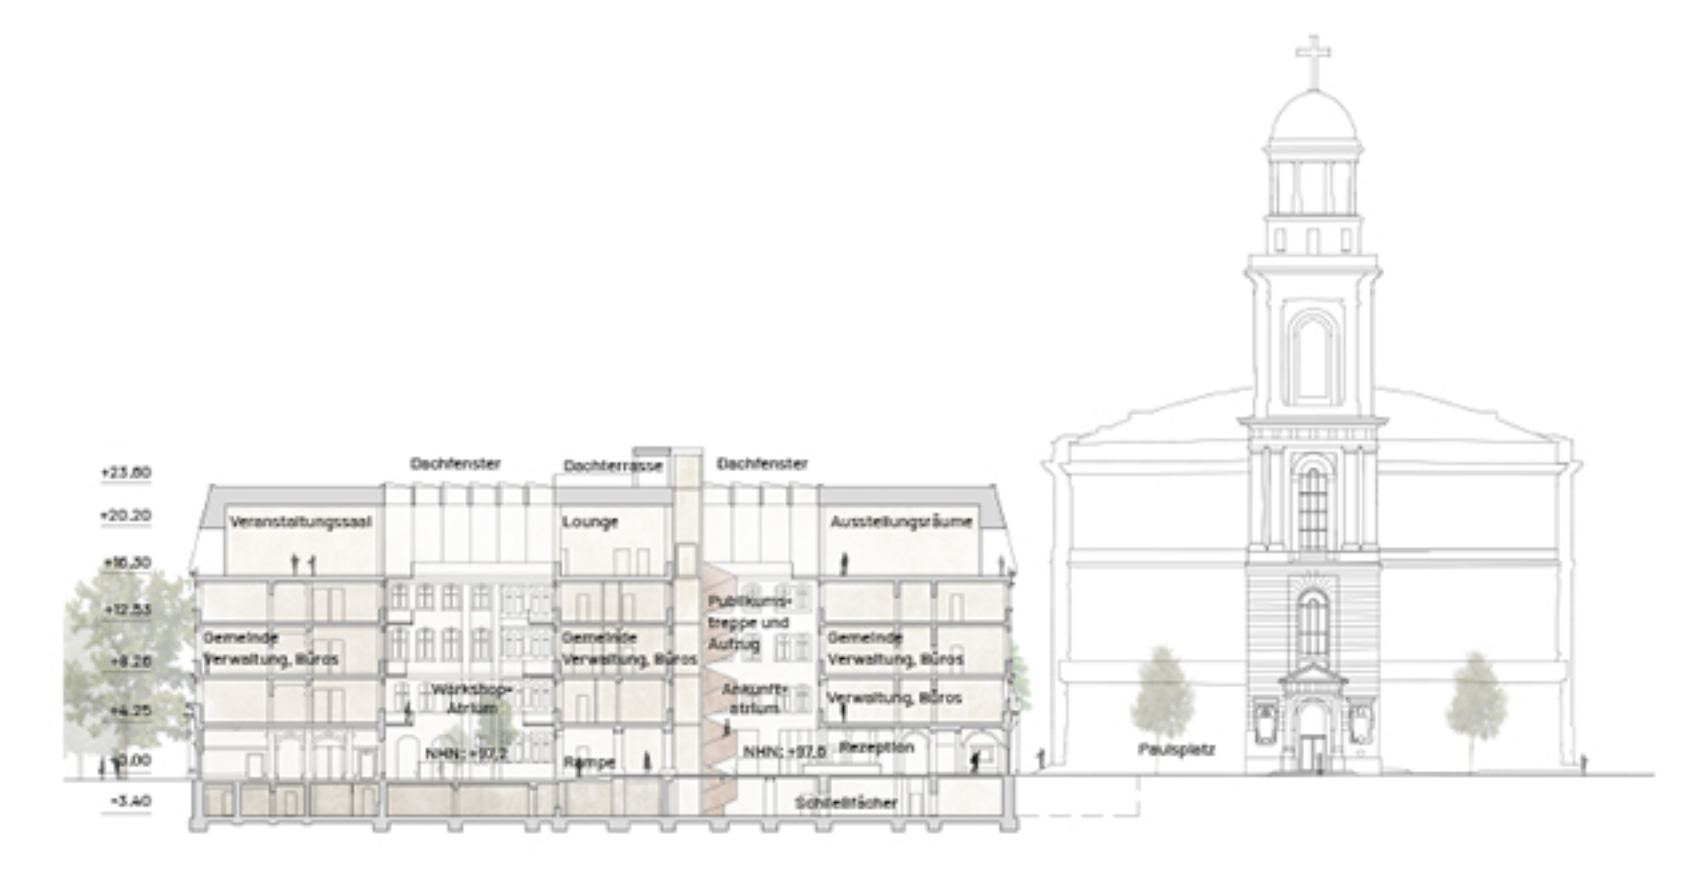 Dachfenster
Dachterrasse
Dachfenster
+23.60
+20.20
Veranstaltungssaal
Lounge
Ausstellungsräume
+16.30
+12.53
Publikums-
treppe und
Aufzug
Gemeinde
Verwaltung, Büros
Gemeinde
Verwaltung, Büros
Gemeinde
Verwaltung, Büros
+8.26
Workshop-
Atrium
Ankunft-
atrium
Verwaltung, Büros
+4.25
NHN: +97,2
Rampe
NHN: +97.6
Rezeption
Paulsplatz
±0.00
-3.40
Schließfächer